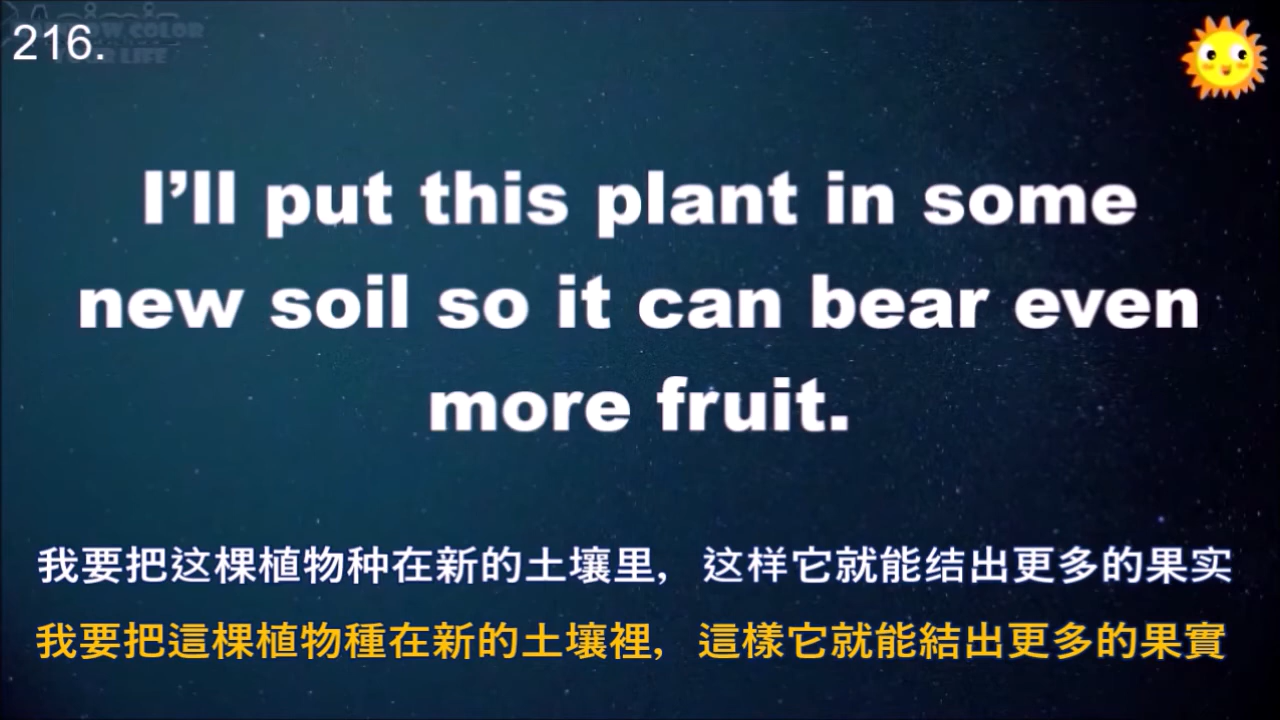 216.
I’ll put this plant in some
new soil so it can bear even
more fruit.
我要把这棵植物种在新的土壤里, 这样它就能结出更多的果实
我要把這棵植物種在新的土壤裡, 這樣它就能結出更多的果實